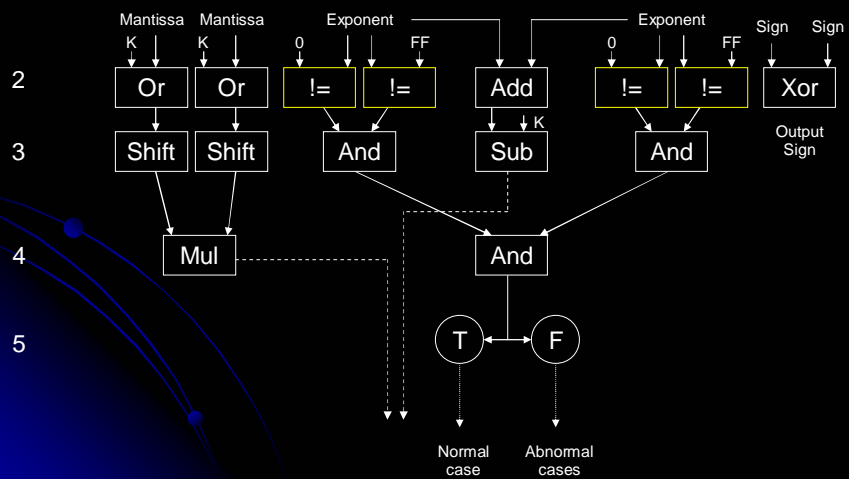 Mantissa Mantissa Exponent Exponent Sign Sign
K K 0 FF 0 FF
2 Or Or != != Add != != Xor
K
Output
Sign
3 Shift Shift And Sub And
4 Mul And
5 T F
Normal
case
Abnormal
cases